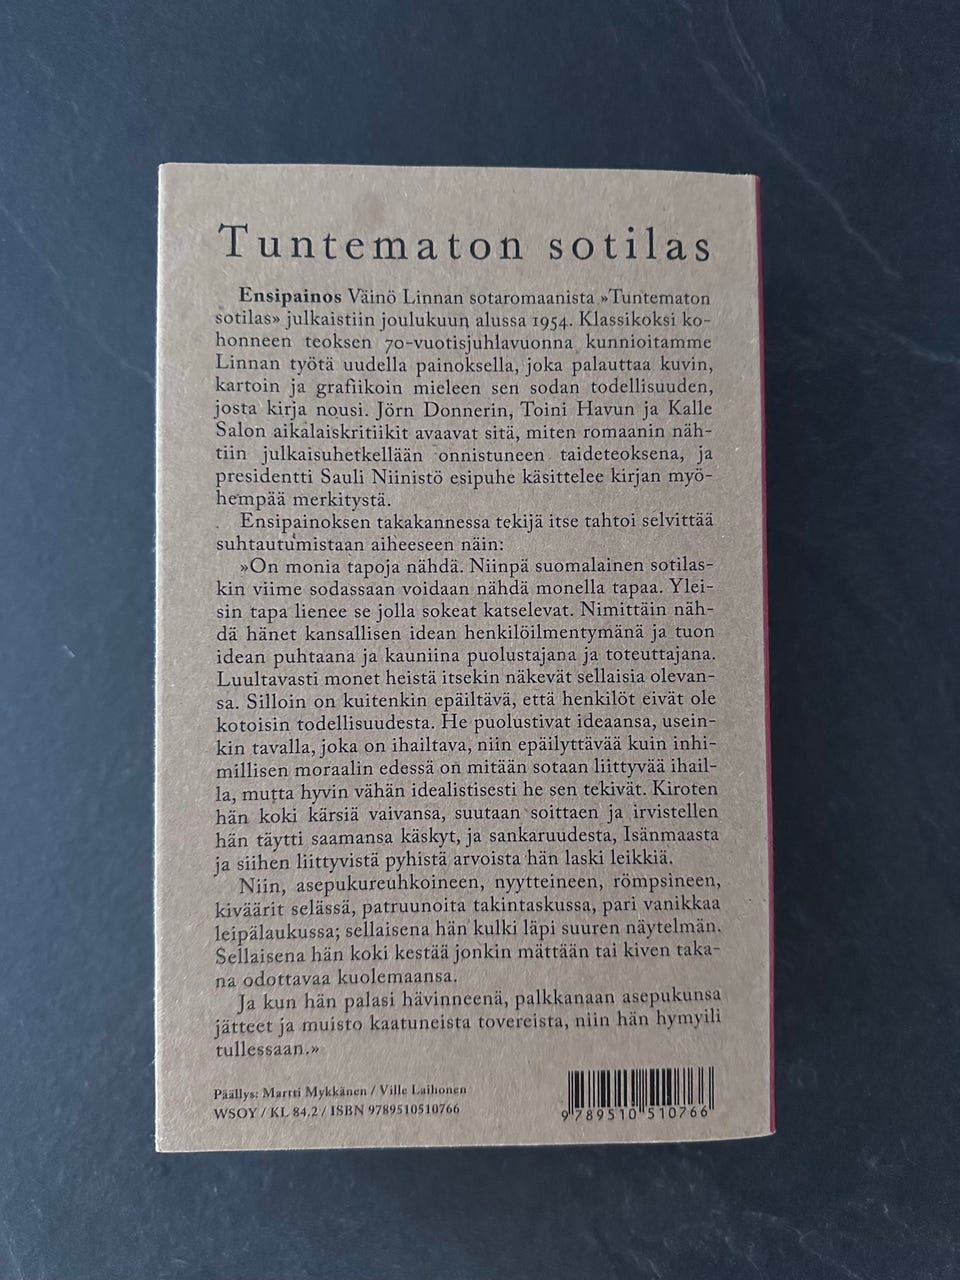 Tuntematon sotilas
Ensipainos Väinö Linnan sotaromaanista »Tuntematon
sotilas» julkaistiin joulukuun alussa 1954. Klassikoksi ko-
honneen teoksen 70-vuotisjuhlavuonna kunnioitamme
Linnan työtä uudella painoksella, joka palauttaa kuvin,
kartoin ja grafiikoin mieleen sen sodan todellisuuden,
josta kirja nousi. Jörn Donnerin, Toini Havun ja Kalle
Salon aikalaiskritiikit avaavat sitä, miten romaanin näh-
tiin julkaisuhetkellään onnistuneen taideteoksena, ja
presidentti Sauli Niinistö esipuhe käsittelee kirjan myö-
hempää merkitystä.
Ensipainoksen takakannessa tekijä itse tahtoi selvittää
suhtautumistaan aiheeseen näin:
»On monia tapoja nähdä. Niinpä suomalainen sotilas-
kin viime sodassaan voidaan nähdä monella tapaa. Ylei-
sin tapa lienee se jolla sokeat katselevat. Nimittäin näh-
dä hänet kansallisen idean henkilöilmentymänä ja tuon
idean puhtaana ja kauniina puolustajana ja toteuttajana.
Luultavasti monet heistä itsekin näkevät sellaisia olevan-
sa. Silloin on kuitenkin epäiltävä, että henkilöt eivät ole
kotoisin todellisuudesta. He puolustivat ideaansa, usein-
kin tavalla, joka on ihailtava, niin epäilyttävää kuin inhi-
millisen moraalin edessä on mitään sotaan liittyvää ihail-
la, mutta hyvin vähän idealistisesti he sen tekivät. Kiroten
hän koki kärsiä vaivansa, suutaan soittaen ja irvistellen
hän täytti saamansa käskyt, ja sankaruudesta, Isänmaasta
ja siihen liittyvistä pyhistä arvoista hän laski leikkiä.
Niin, asepukureuhkoineen, nyytteineen, römpsineen,
kiväärit selässä, patruunoita takintaskussa, pari vanikkaa
leipälaukussa; sellaisena hän kulki läpi suuren näytelmän.
Sellaisena hän koki kestää jonkin mättään tai kiven taka-
na odottavaa kuolemaansa.
Ja kun hän palasi hävinneenä, palkkanaan asepukunsa
jätteet ja muisto kaatuneista tovereista, niin hän hymyili
tullessaan.»
Päällys: Martti Mykkänen / Ville Laihonen
WSOY / KL 84.2 / ISBN 9789510510766
9 789510 510766